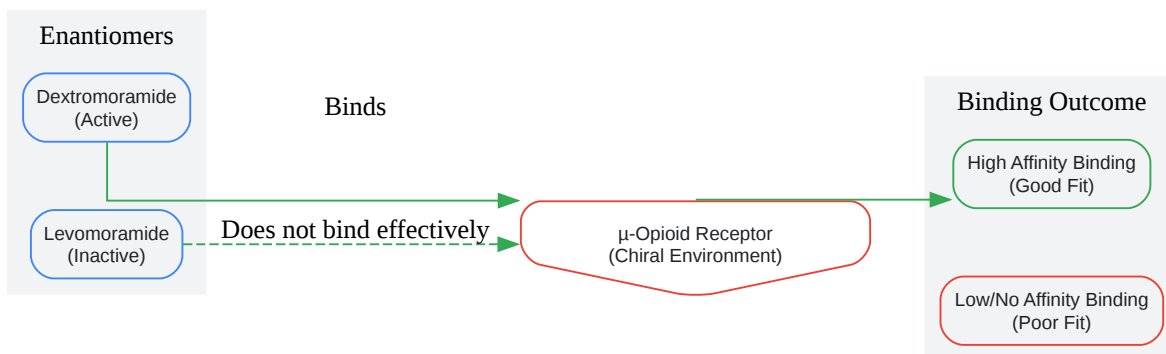 Enantiomers
Dextromoramide
(Active)
Levomoramide
(Inactive)
Binds
Does not bind effectively
µ-Opioid Receptor
(Chiral Environment)
Binding Outcome
High Affinity Binding
(Good Fit)
Low/No Affinity Binding
(Poor Fit)